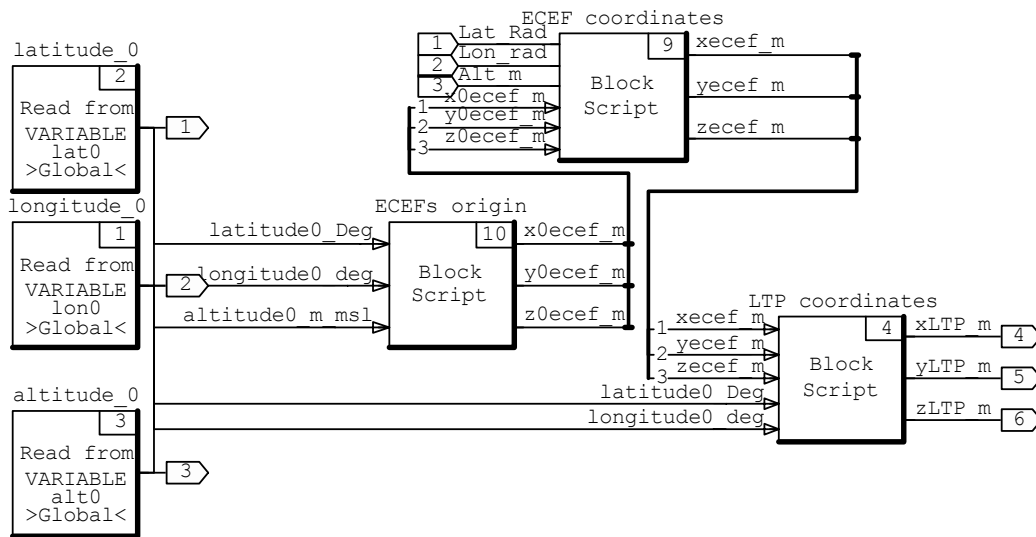 latitude_0
2
Read from
VARIABLE
lat0
>Global<
1
longitude_0
1
Read from
VARIABLE
lon0
>Global<
2
altitude_0
3
Read from
VARIABLE
alt0
>Global<
3
ECEF coordinates
9
Block
Script
1
Lat_Rad
2
Lon_rad
3
Alt_m
1
x0ecef_m
2
y0ecef_m
3
z0ecef_m
xecef_m
yecef_m
zecef_m
ECEFs origin
10
Block
Script
latitude0_Deg
longitude0_deg
altitude0_m_msl
x0ecef_m
y0ecef_m
z0ecef_m
LTP coordinates
4
Block
Script
1
xecef_m
2
yecef_m
3
zecef_m
latitude0_Deg
longitude0_deg
xLTP_m
4
yLTP_m
5
zLTP_m
6